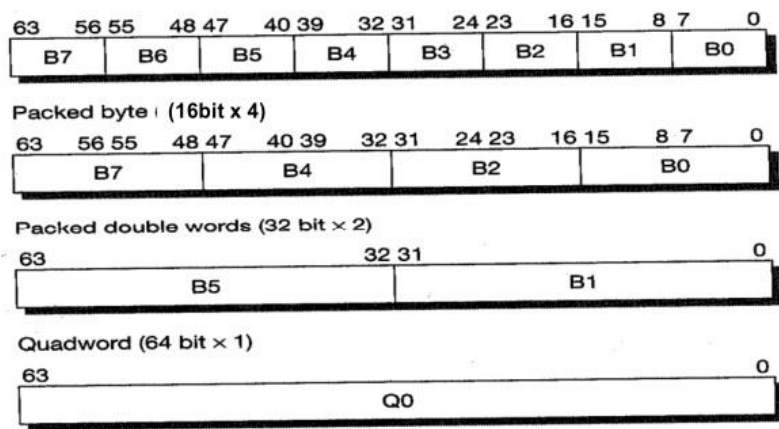 63 56 55 48 47 40 39 32 31 24 23 16 15 8 7 0
B7 B6 B5 B4 B3 B2 B1 B0
Packed byte (16bit x 4)
63 56 55 48 47 40 39 32 31 24 23 16 15 8 7 0
B7 B4 B2 B0
Packed double words (32 bit × 2)
63 32 31 0
B5 B1
Quadword (64 bit × 1)
63 0
Q0